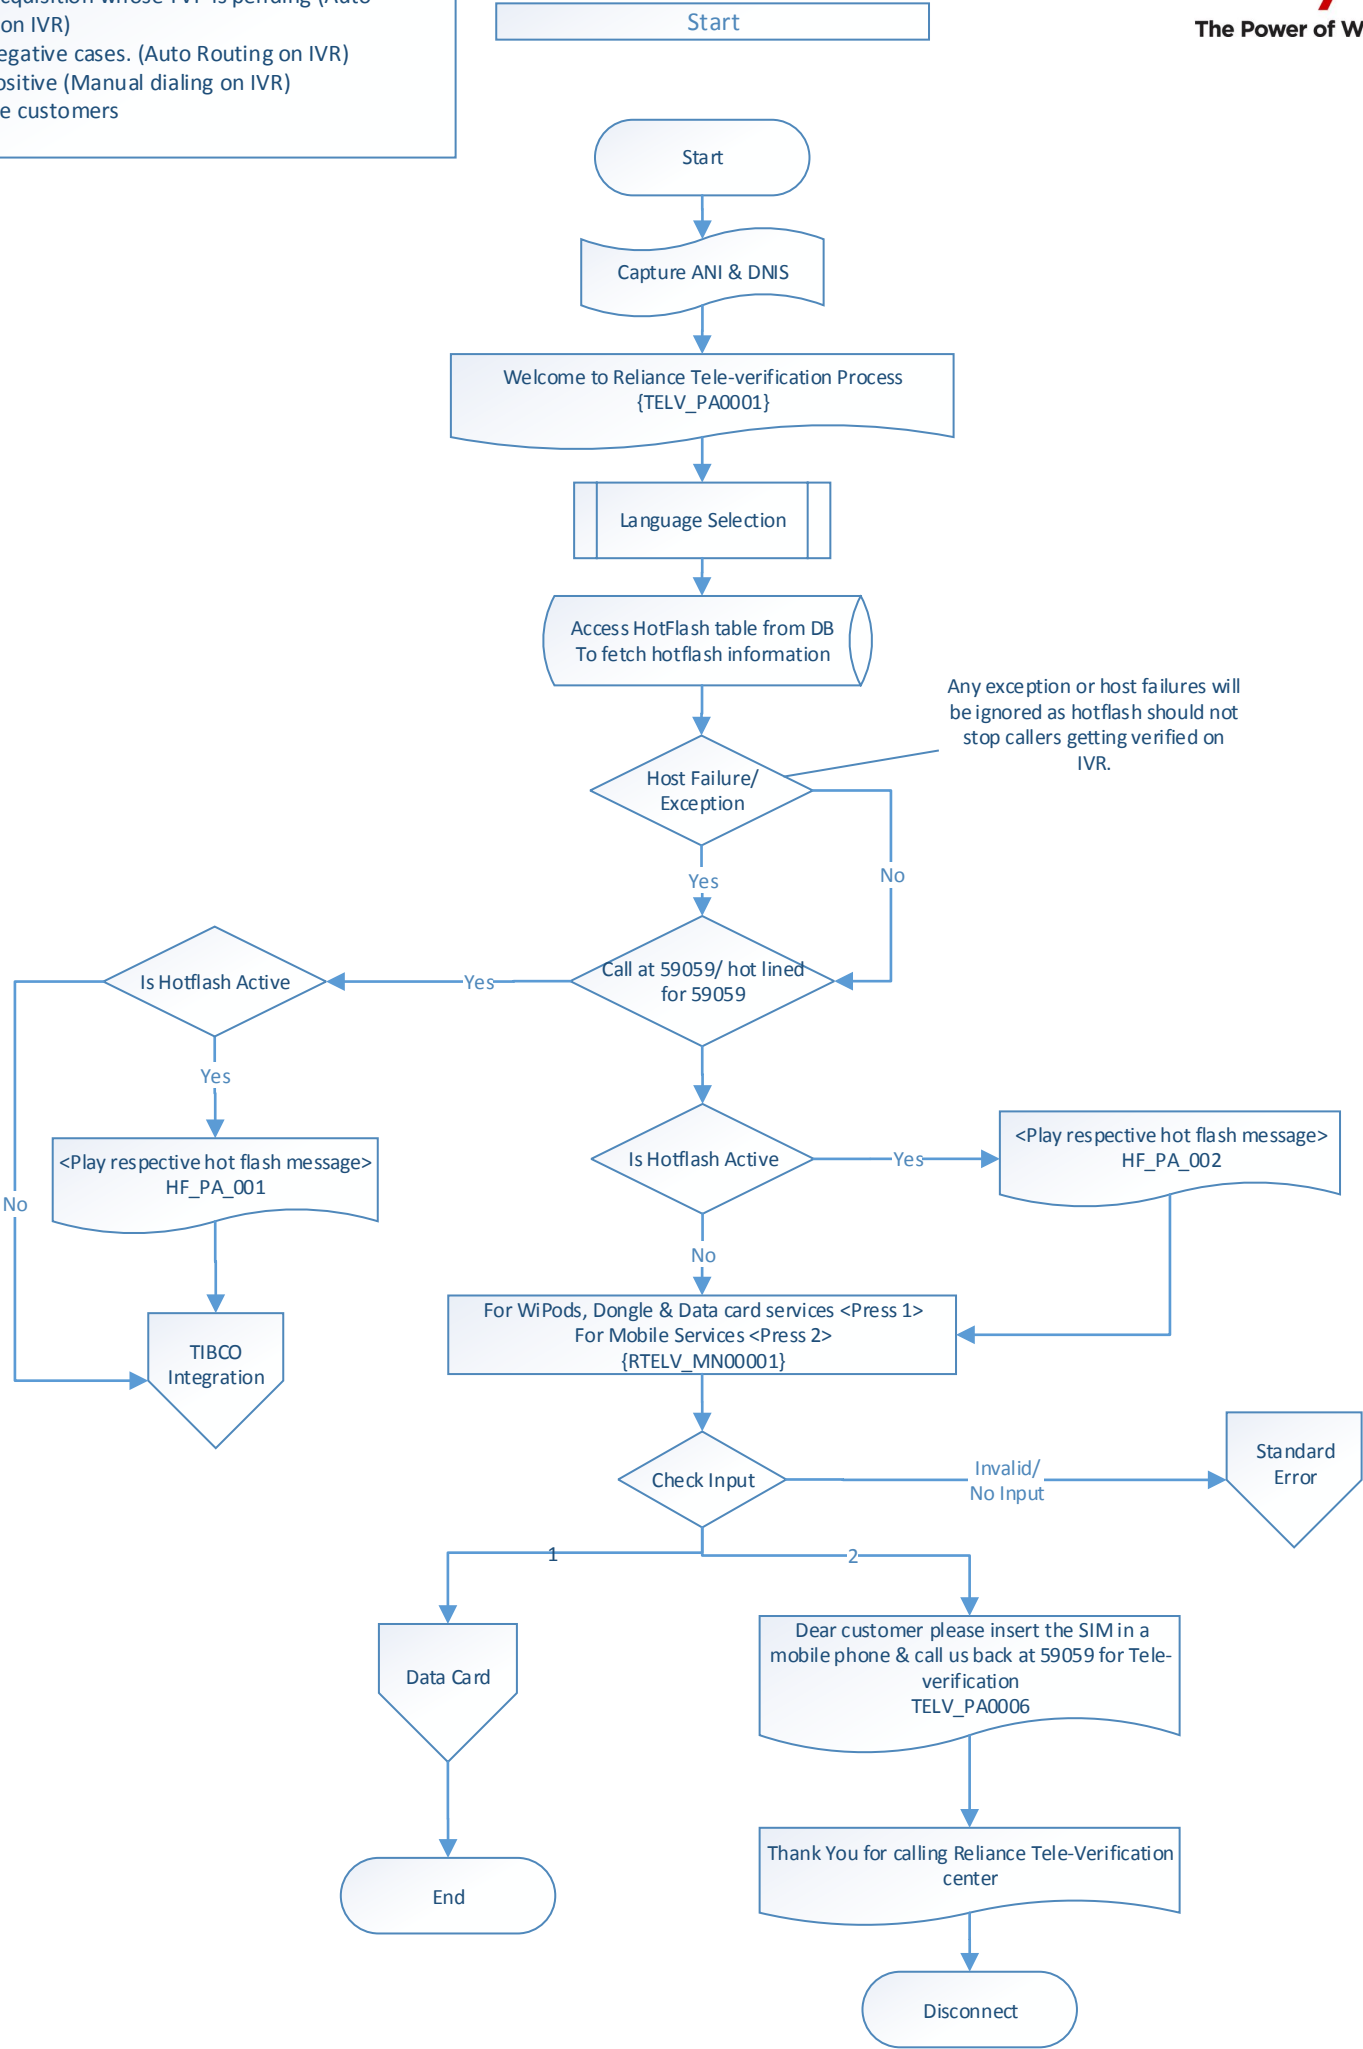 whose TVP is pending (Auto
on IVR)
cases. (Auto Routing on IVR)
(Manual dialing on IVR)
customers
Start
The Power of
Start
Capture ANI & DNIS
Welcome to Reliance Tele-verification Process
{TELV_PA0001}
Language Selection
Access HotFlash table from DB
To fetch hotflash information
Any exception or host failures will
be ignored as hotflash should not
stop callers getting verified on
IVR.
Host Failure/
Exception
Yes
No
Is Hotflash Active
Yes
Call at 59059/ hot lined
for 59059
Yes
<Play respective hot flash message>
HF_PA_001
No
Is Hotflash Active
Yes
<Play respective hot flash message>
HF_PA_002
No
For WiPods, Dongle & Data card services <Press 1>
For Mobile Services <Press 2>
{RTELV_MN00001}
TIBCO
Integration
Check Input
Invalid/
No Input
Standard
Error
1
2
Data Card
Dear customer please insert the SIM in a
mobile phone & call us back at 59059 for Tele-
verification
TELV_PA0006
Thank You for calling Reliance Tele-Verification
center
End
Disconnect